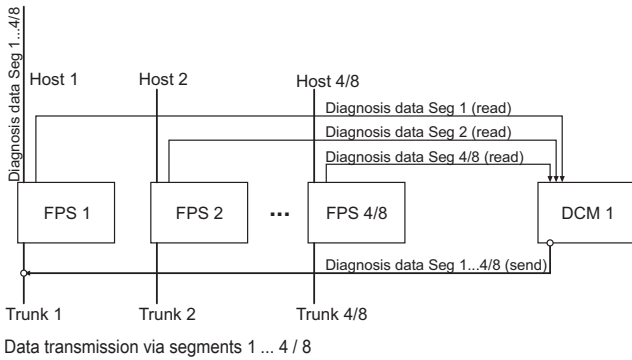 Diagnosis data Seg 1...4/8
Host 1
Host 2
Host 4/8
Diagnosis data Seg 1 (read)
Diagnosis data Seg 2 (read)
Diagnosis data Seg 4/8 (read)
FPS 1
FPS 2
...
FPS 4/8
DCM 1
Diagnosis data Seg 1...4/8 (send)
Trunk 1
Trunk 2
Trunk 4/8
Data transmission via segments 1 ... 4 / 8